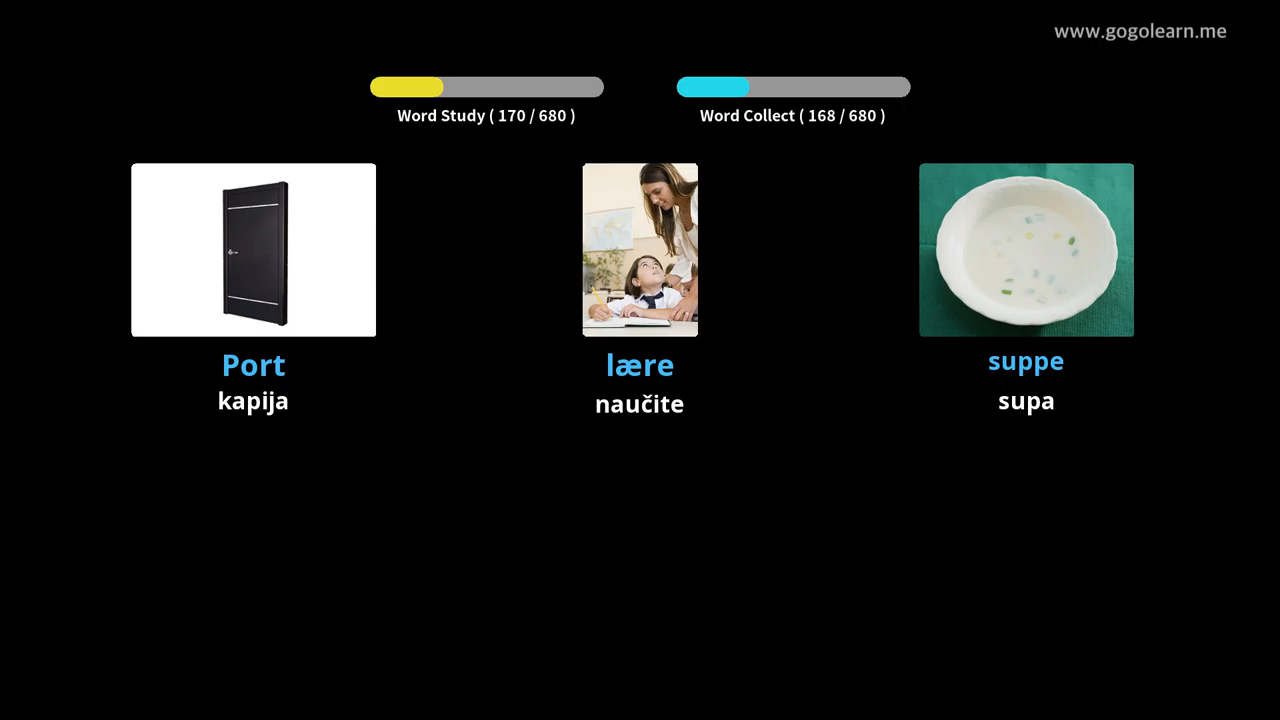 www.gogolearn.me
Word Study ( 170 / 680 )
Word Collect ( 168 / 680 )
Port
kapija
lære
naučite
suppe
supa